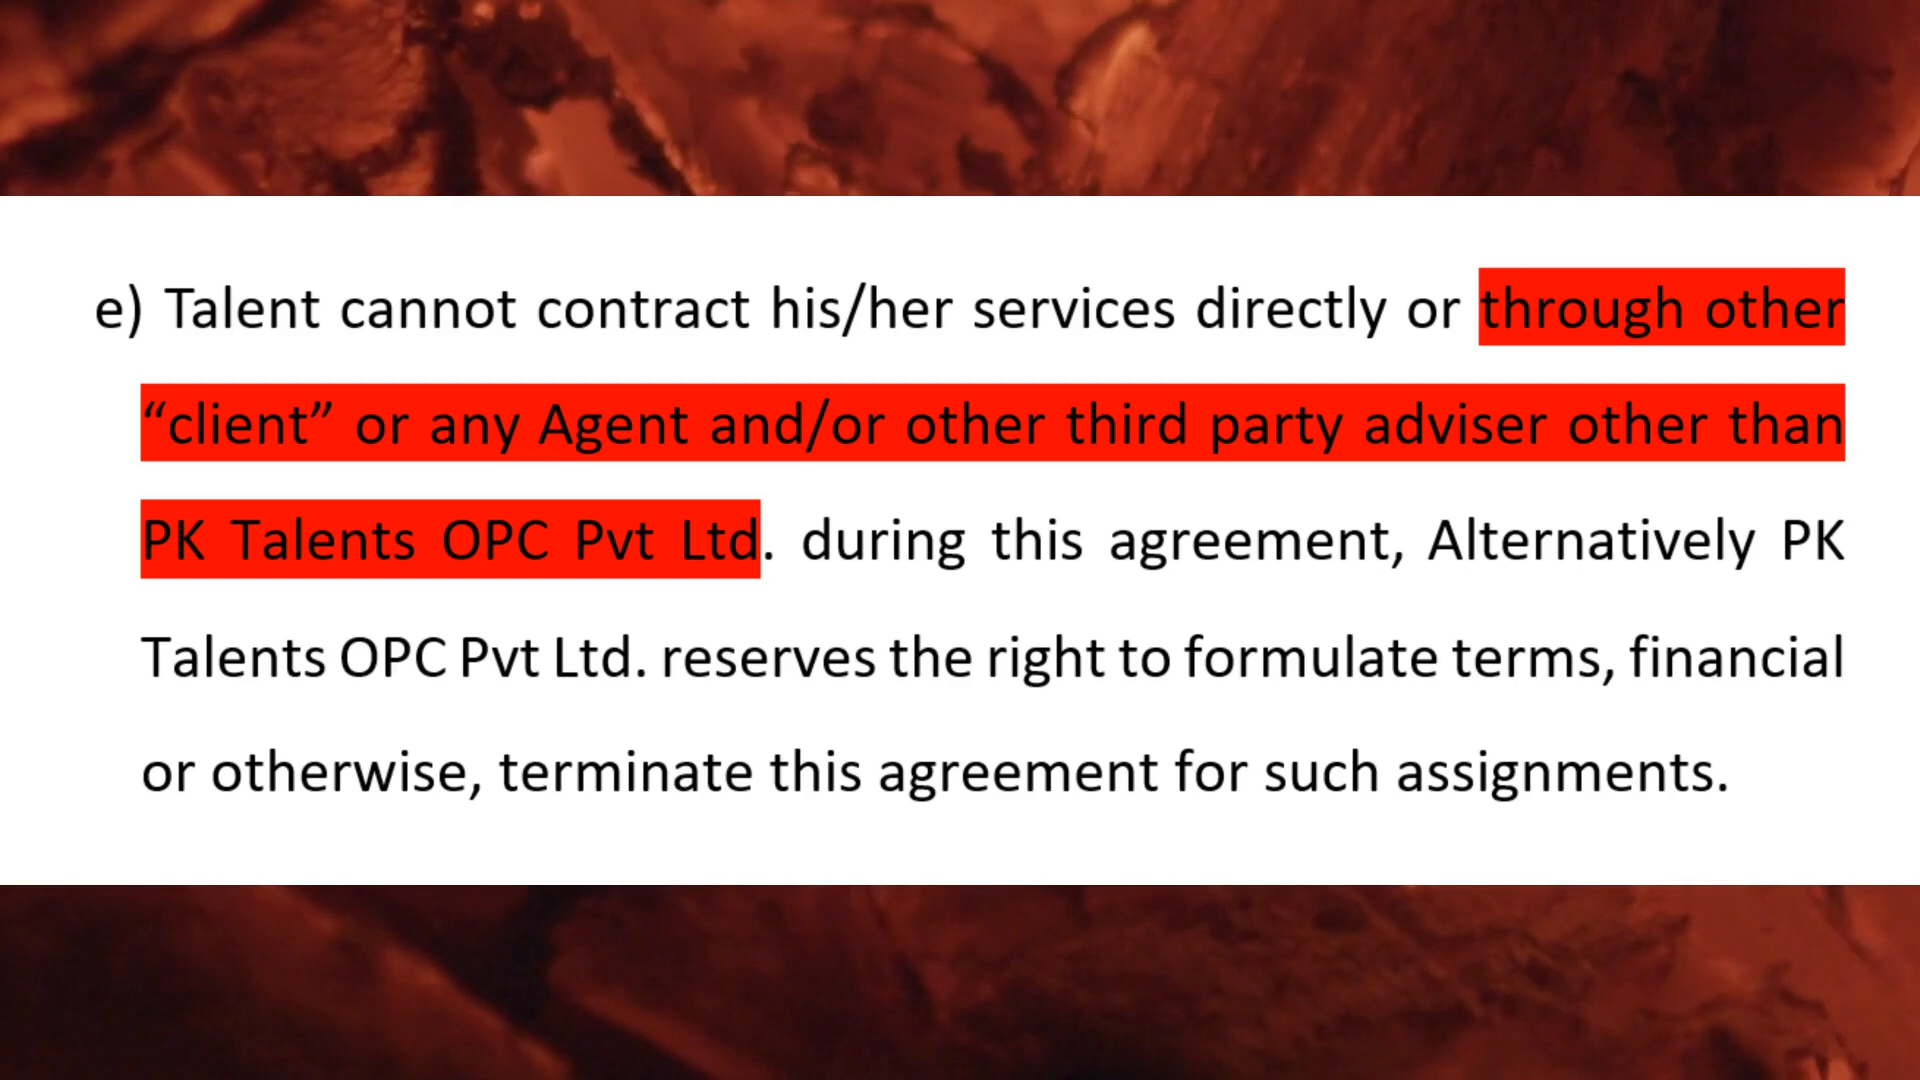 e) Talent cannot contract his/her services directly or through other
“client” or any Agent and/or other third party adviser other than
PK Talents OPC Pvt Ltd. during this agreement, Alternatively PK
Talents OPC Pvt Ltd. reserves the right to formulate terms, financial
or otherwise, terminate this agreement for such assignments.